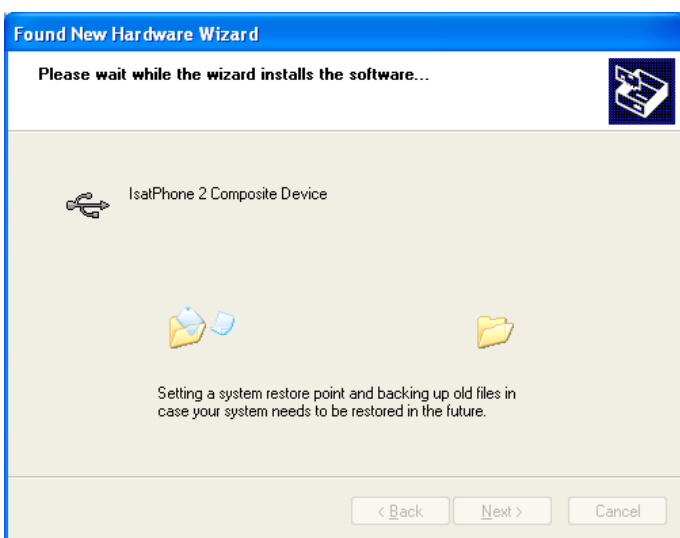 Found New Hardware Wizard
Please wait while the wizard installs the software...
IsatPhone 2 Composite Device
Setting a system restore point and backing up old files in
case your system needs to be restored in the future.
< Back
Next >
Cancel